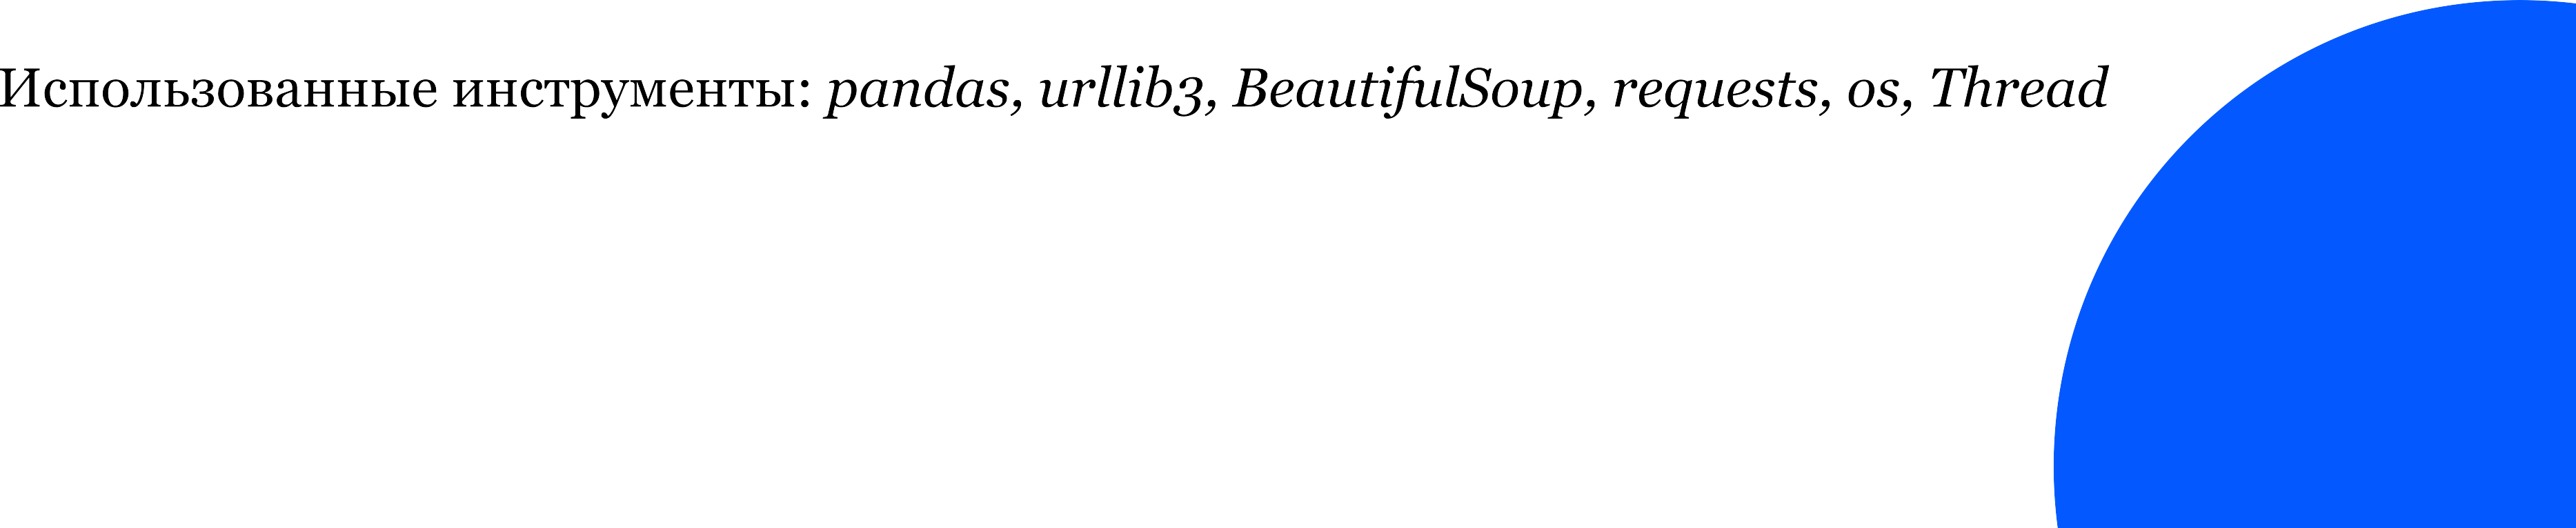 Использованные инструменты: pandas, urllib3, BeautifulSoup, requests, os, Thread